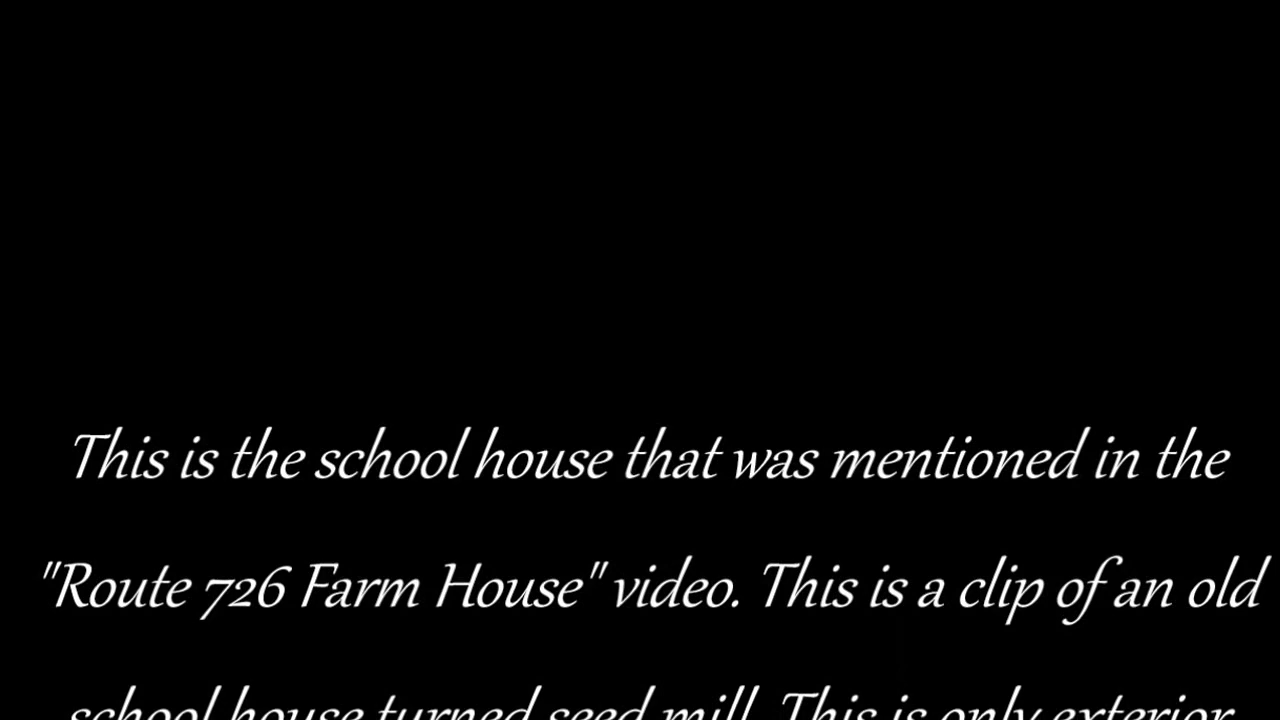 This is the school house that was mentioned in the
"Route 726 Farm House" video. This is a clip of an old
school house turned seed mill. This is only exterior